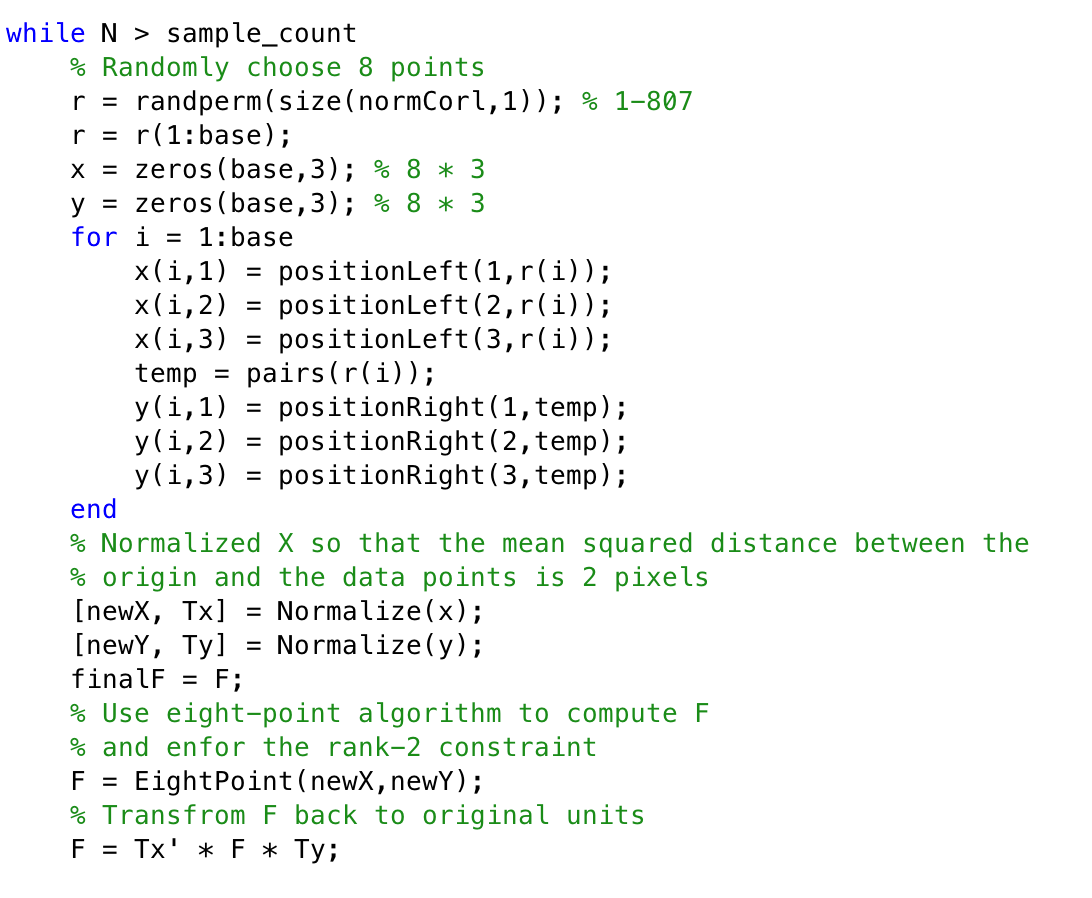 while N > sample_count
    % Randomly choose 8 points
    r = randperm(size(normCorl,1)); % 1-807
    r = r(1:base);
    x = zeros(base,3); % 8 * 3
    y = zeros(base,3); % 8 * 3
    for i = 1:base
        x(i,1) = positionLeft(1,r(i));
        x(i,2) = positionLeft(2,r(i));
        x(i,3) = positionLeft(3,r(i));
        temp = pairs(r(i));
        y(i,1) = positionRight(1,temp);
        y(i,2) = positionRight(2,temp);
        y(i,3) = positionRight(3,temp);
    end
    % Normalized X so that the mean squared distance between the
    % origin and the data points is 2 pixels
    [newX, Tx] = Normalize(x);
    [newY, Ty] = Normalize(y);
    finalF = F;
    % Use eight-point algorithm to compute F
    % and enfor the rank-2 constraint
    F = EightPoint(newX,newY);
    % Transfrom F back to original units
    F = Tx' * F * Ty;